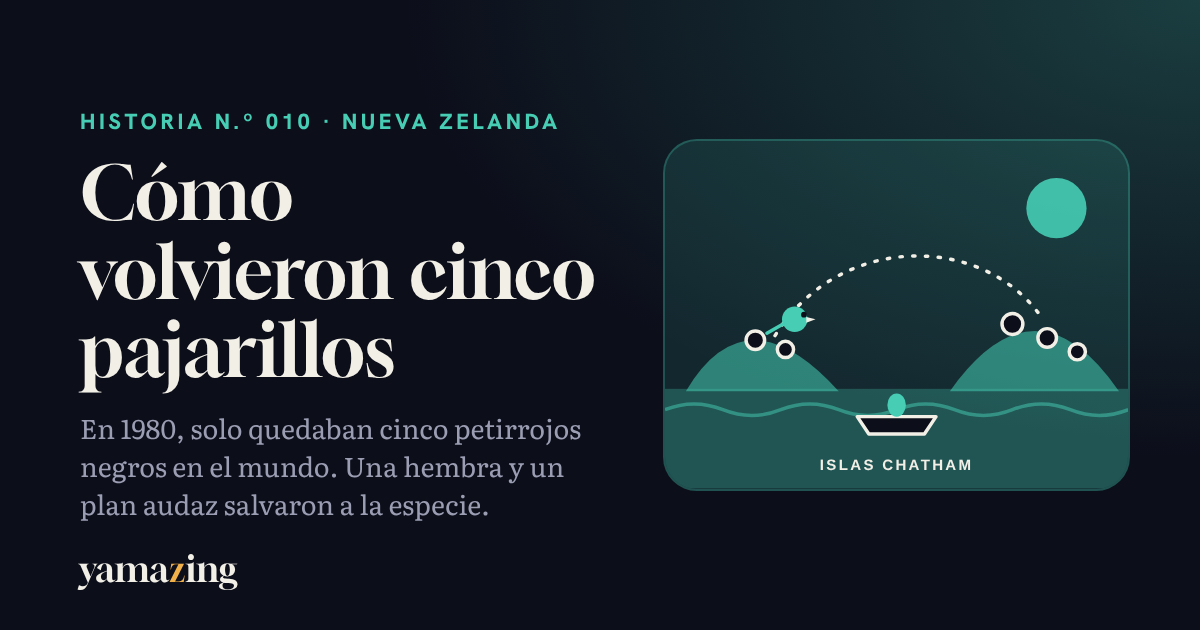 HISTORIA N.º 010 · NUEVA ZELANDA
Cómo
volvieron cinco
pajarillos
En 1980, solo quedaban cinco petirrojos
negros en el mundo. Una hembra y un
plan audaz salvaron a la especie.
yamazing
ISLAS CHATHAM